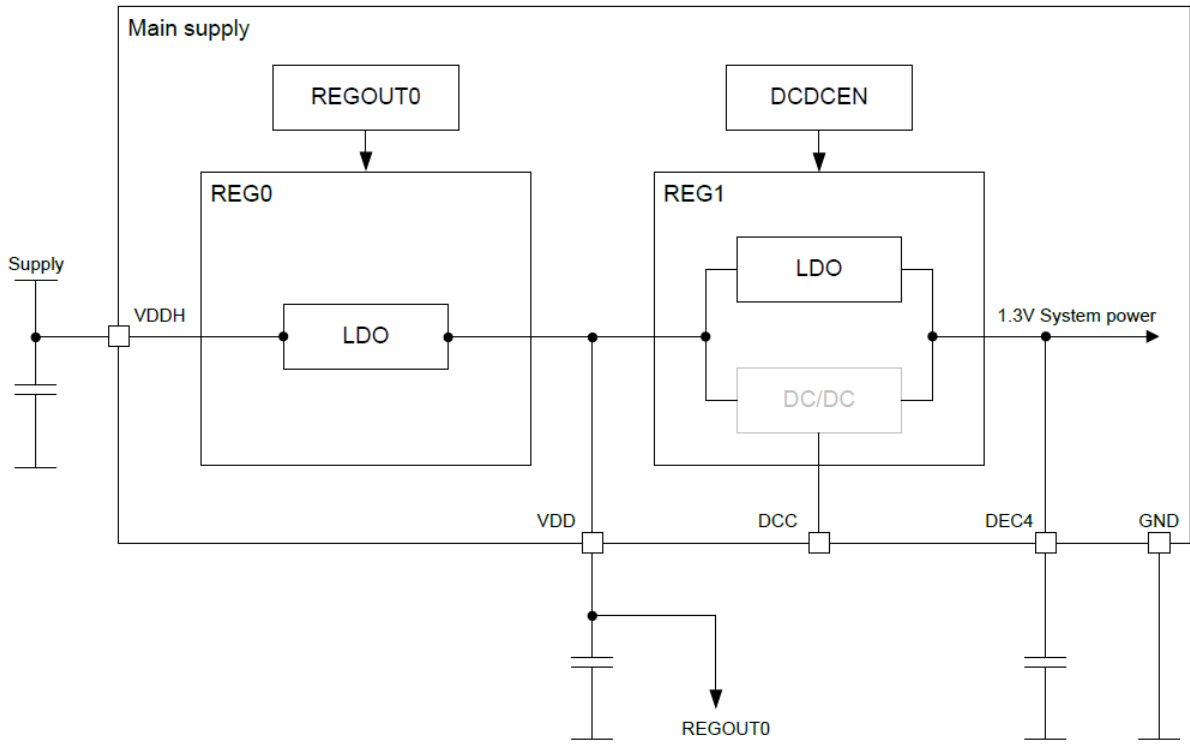 Main supply
REGOUT0
DCDCEN
REG0
REG1
LDO
Supply
VDDH
LDO
1.3V System power
DC/DC
VDD
DCC
DEC4
GND
REGOUT0